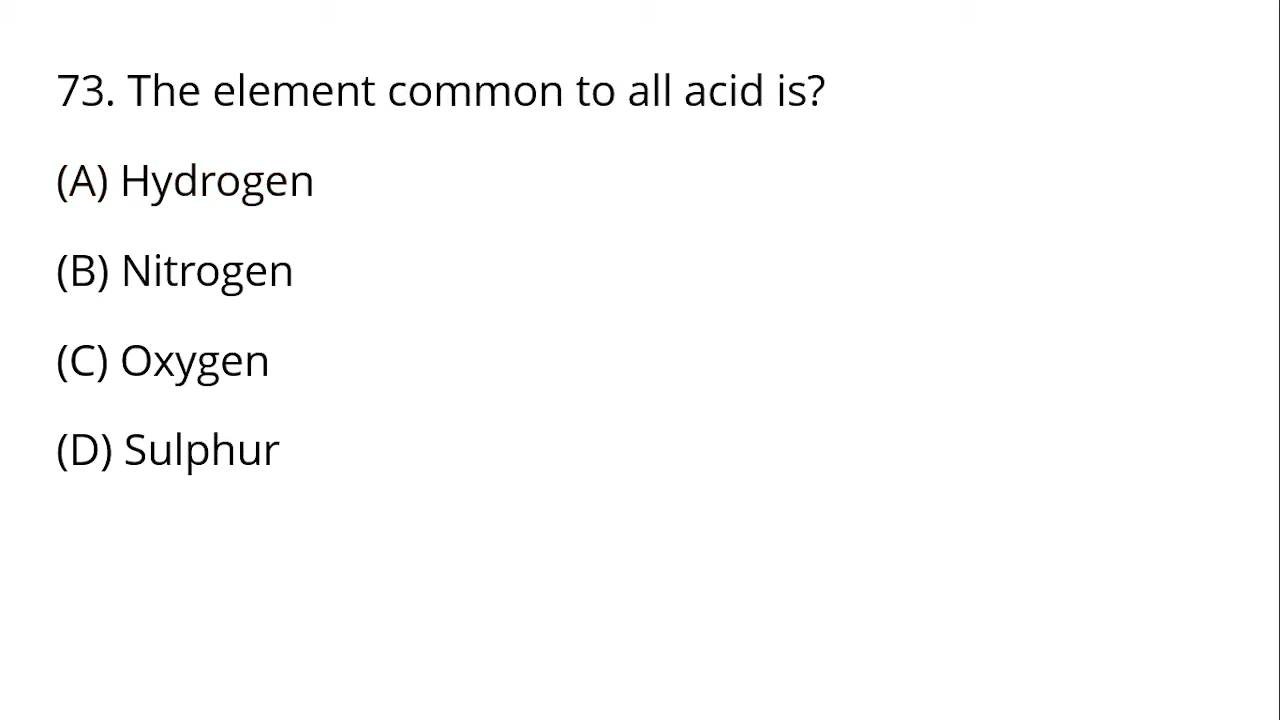 73. The element common to all acid is?
(A) Hydrogen
(B) Nitrogen
(C) Oxygen
(D) Sulphur